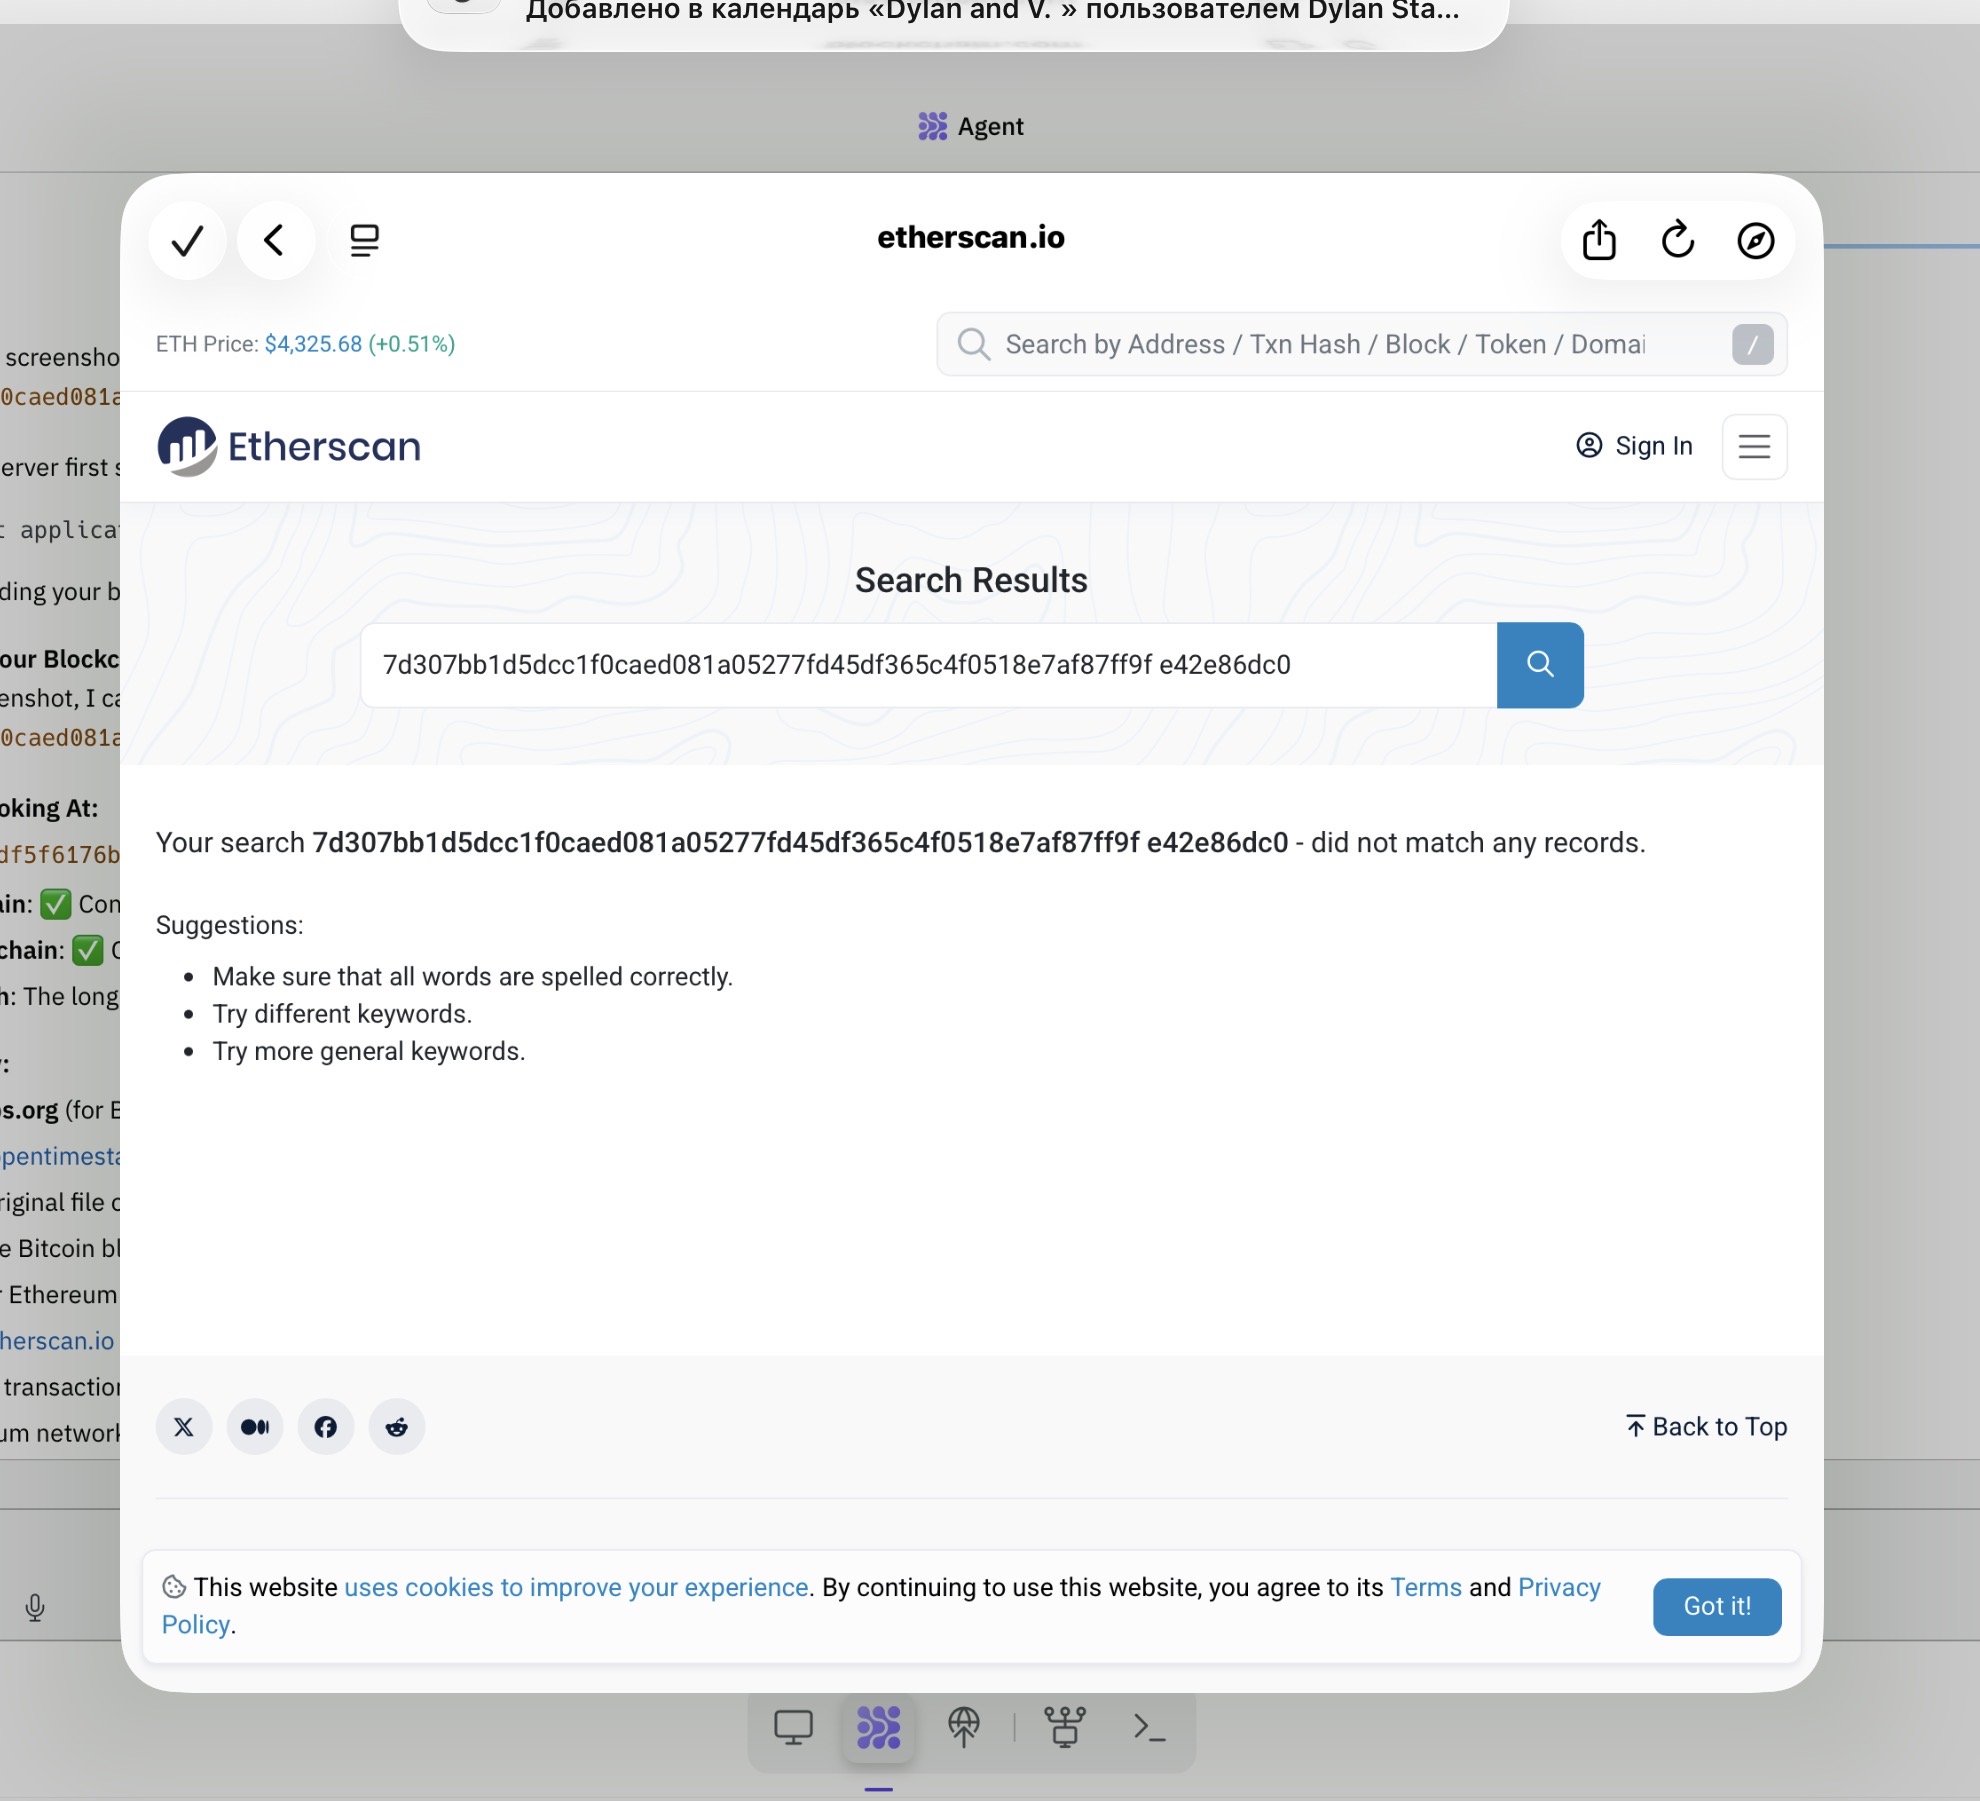 Добавлено в календарь «Dylan and V. » пользователем Dylan Sta...
Agent
etherscan.io
ETH Price: $4,325.68 (+0.51%)
Search by Address / Txn Hash / Block / Token / Domai
/
Etherscan
Sign In
Search Results
7d307bb1d5dcc1f0caed081a05277fd45df365c4f0518e7af87ff9f e42e86dc0
Your search 7d307bb1d5dcc1f0caed081a05277fd45df365c4f0518e7af87ff9f e42e86dc0 - did not match any records.
Suggestions:
• Make sure that all words are spelled correctly.
• Try different keywords.
• Try more general keywords.
Back to Top
This website uses cookies to improve your experience. By continuing to use this website, you agree to its Terms and Privacy
Policy.
Got it!
screensho
0caed081a
erver first s
applica
ding your b
our Blockc
enshot, I ca
0caed081a
oking At:
df5f6176b
in: ✅ Con
chain: ✅
h: The long
s.org (for E
pentimesta
riginal file c
e Bitcoin bl
r Ethereum
herscan.io
transaction
um network